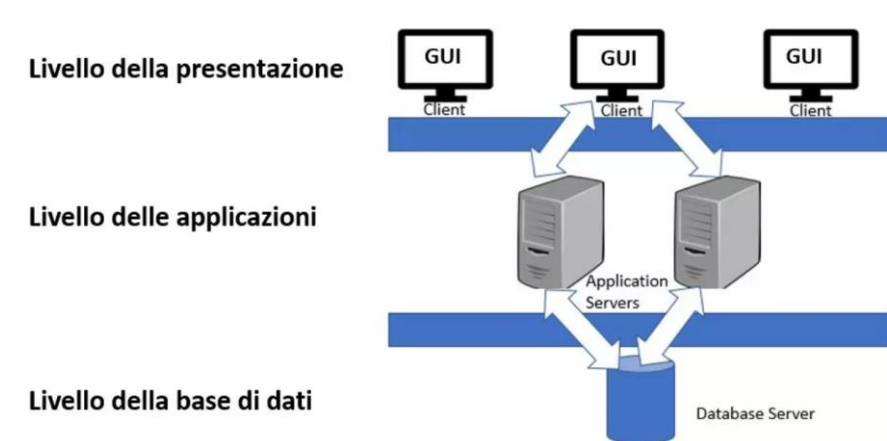 Livello della presentazione
GUI
GUI
GUI
Client
Client
Client
Livello delle applicazioni
Application
Servers
Livello della base di dati
Database Server